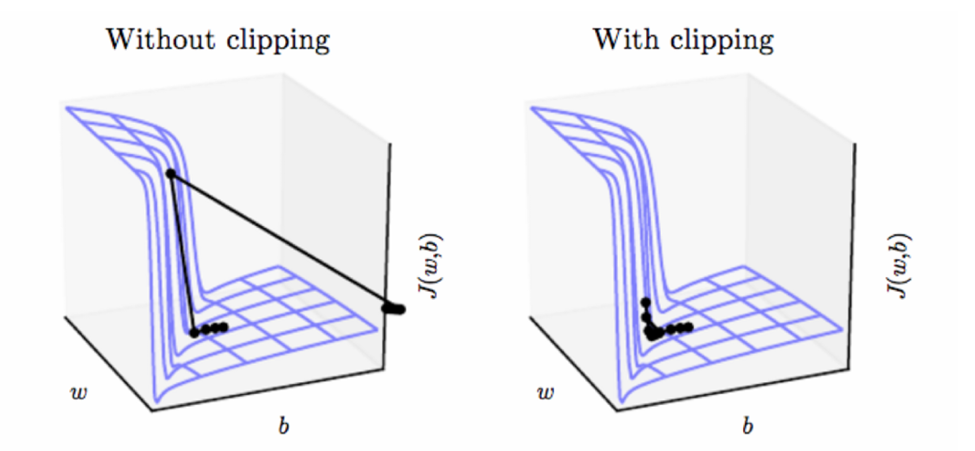 Without clipping
With clipping
J(w,b)
J(w,b)
w
b
w
b